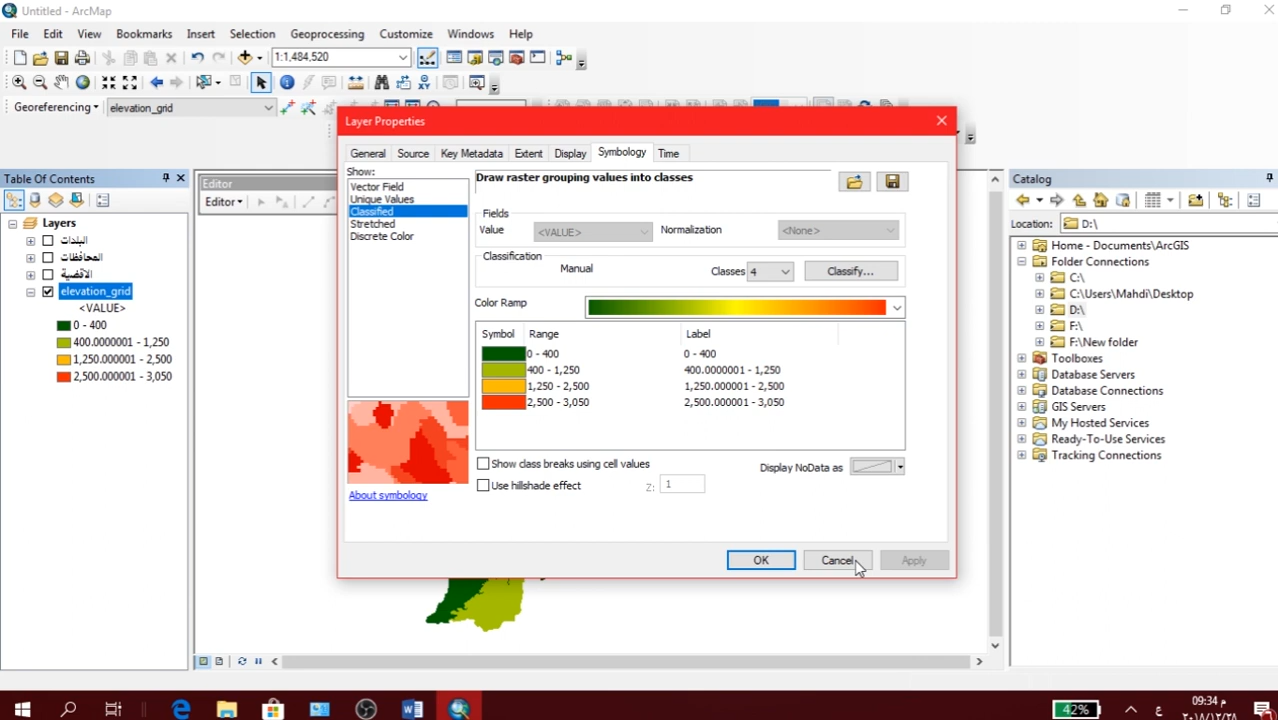 Untitled - ArcMap
File Edit View Bookmarks Insert Selection Geoprocessing Customize Windows Help
1:1,484,520
Georeferencing elevation_grid
Layer Properties
General Source Key Metadata Extent Display Symbology Time
Table Of Contents
Layers
البلدات
المحافظات
الأقضية
elevation_grid
<VALUE>
0 - 400
400.0000001 - 1,250
1,250.000001 - 2,500
2,500.000001 - 3,050
Editor
Editor
Show:
Vector Field
Unique Values
Classified
Stretched
Discrete Color
About symbology
Draw raster grouping values into classes
Fields
Value <VALUE> Normalization <None>
Classification
Manual Classes 4 Classify...
Color Ramp
Symbol Range Label
0 - 400 0 - 400
400 - 1,250 400.0000001 - 1,250
1,250 - 2,500 1,250.000001 - 2,500
2,500 - 3,050 2,500.000001 - 3,050
Show class breaks using cell values Display NoData as
Use hillshade effect Z: 1
OK Cancel Apply
Catalog
Location: D:\
Home - Documents\ArcGIS
Folder Connections
C:\
C:\Users\Mahdi\Desktop
D:\
F:\
F:\New folder
Toolboxes
Database Servers
Database Connections
GIS Servers
My Hosted Services
Ready-To-Use Services
Tracking Connections
42% ع 09:34 م
٢٠١٨/١٢/٢٨